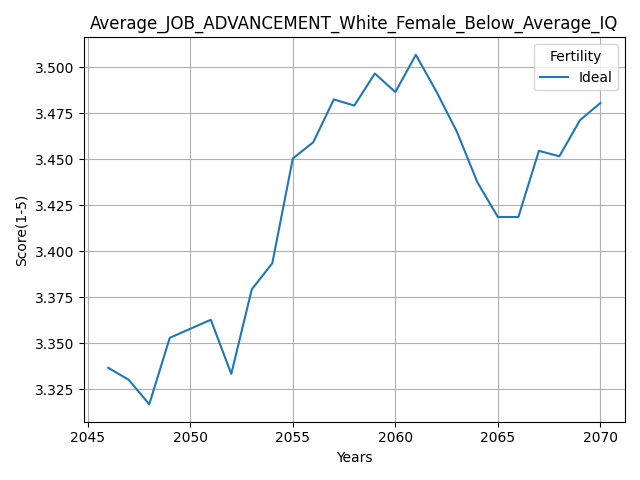 Average_JOB_ADVANCEMENT_White_Female_Below_Average_IQ
Fertility
Ideal
3.500
3.475
3.450
3.425
3.400
3.375
3.350
3.325
Score(1-5)
2045 2050 2055 2060 2065 2070
Years